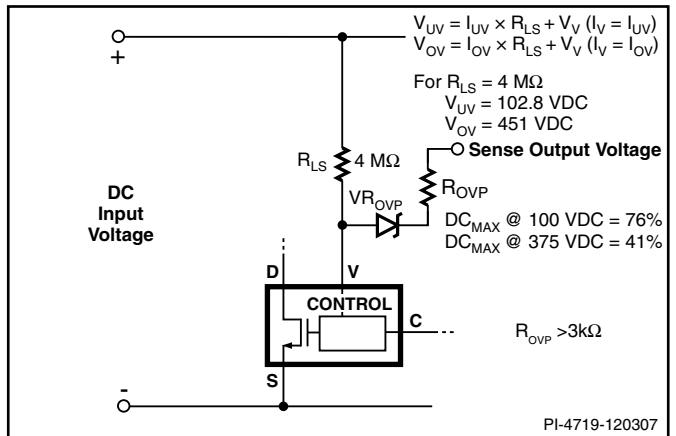 V_UV = I_UV × R_LS + V_V (I_V = I_UV)
V_OV = I_OV × R_LS + V_V (I_V = I_OV)
+
For R_LS = 4 MΩ
V_UV = 102.8 VDC
V_OV = 451 VDC
Sense Output Voltage
R_LS 4 MΩ
R_OVP
VR_OVP
DC
Input
Voltage
DC_MAX @ 100 VDC = 76%
DC_MAX @ 375 VDC = 41%
D V
CONTROL
C
R_OVP >3kΩ
S
-
PI-4719-120307